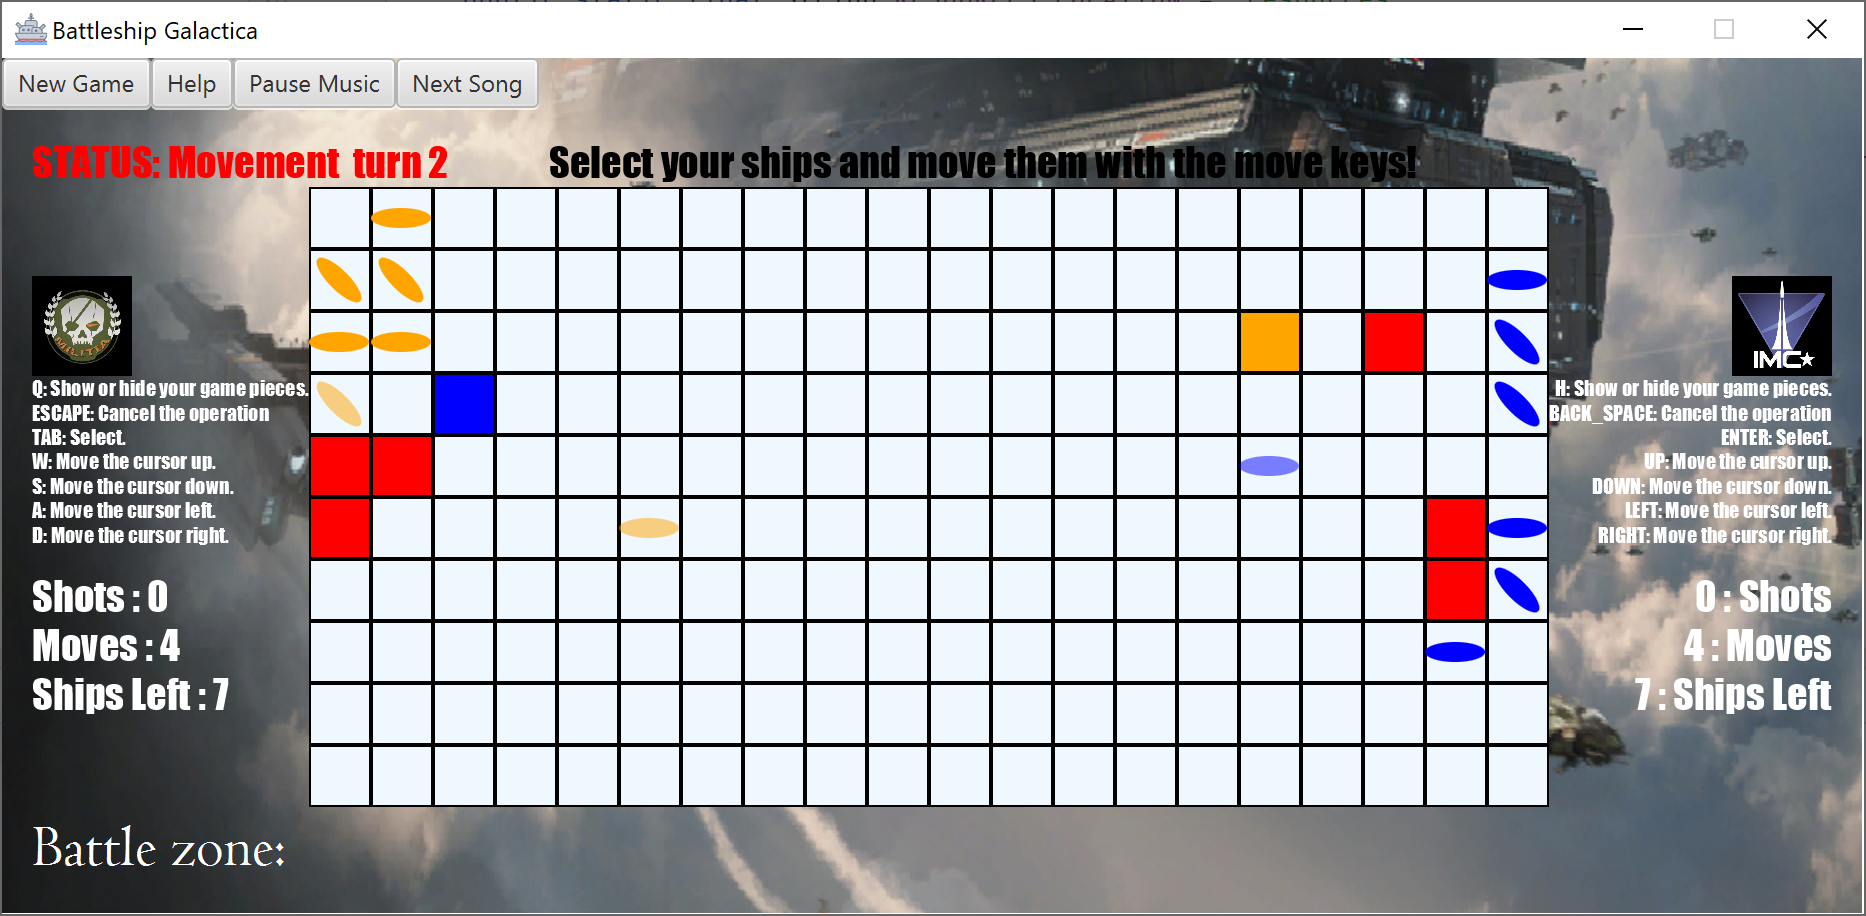 Battleship Galactica
New Game Help Pause Music Next Song
STATUS: Movement turn 2
Select your ships and move them with the move keys!
MILITIA
Q: Show or hide your game pieces.
ESCAPE: Cancel the operation
TAB: Select.
W: Move the cursor up.
S: Move the cursor down.
A: Move the cursor left.
D: Move the cursor right.
Shots : 0
Moves : 4
Ships Left : 7
IMC
H: Show or hide your game pieces.
BACK_SPACE: Cancel the operation
ENTER: Select.
UP: Move the cursor up.
DOWN: Move the cursor down.
LEFT: Move the cursor left.
RIGHT: Move the cursor right.
0 : Shots
4 : Moves
7 : Ships Left
Battle zone: